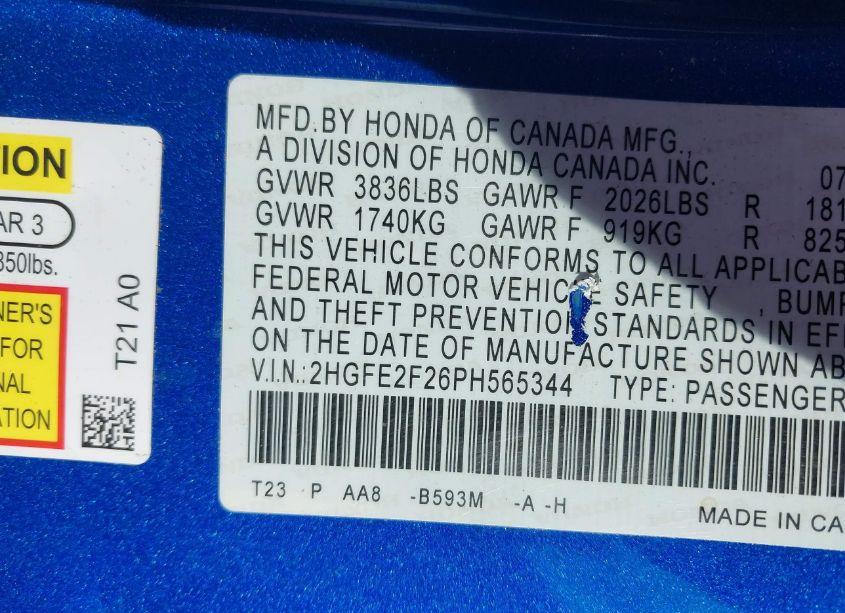 TION
AR 3
350lbs.
NER'S
FOR
NAL
ATION
T21 A0
MFD.BY HONDA OF CANADA MFG.,
A DIVISION OF HONDA CANADA INC. 07
GVWR 3836LBS GAWR F 2026LBS R 181
GVWR 1740KG GAWR F 919KG R 825
THIS VEHICLE CONFORMS TO ALL APPLICAB
FEDERAL MOTOR VEHICLE SAFETY , BUMP
AND THEFT PREVENTION STANDARDS IN EFF
ON THE DATE OF MANUFACTURE SHOWN AB
V.I.N.:2HGFE2F26PH565344 TYPE: PASSENGER
T23 P AA8 -B593M -A -H
MADE IN CA